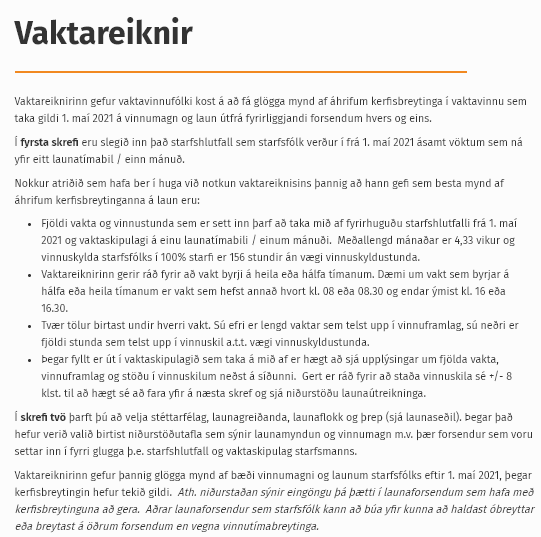 Vaktareiknir
Vaktareiknirinn gefur vaktavinnufólki kost á að fá glögga mynd af áhrifum kerfisbreytinga í vaktavinnu sem
taka gildi 1. maí 2021 á vinnumagn og laun útfrá fyrirliggjandi forsendum hvers og eins.
Í fyrsta skrefi eru slegið inn það starfshlutfall sem starfsfólk verður í frá 1. maí 2021 ásamt vöktum sem ná
yfir eitt launatímabil / einn mánuð.
Nokkur atriðið sem hafa ber í huga við notkun vaktareiknisins þannig að hann gefi sem besta mynd af
áhrifum kerfisbreytinganna á laun eru:
• Fjöldi vakta og vinnustunda sem er sett inn þarf að taka mið af fyrirhuguðu starfshlutfalli frá 1. maí
2021 og vaktaskipulagi á einu launatímabili / einum mánuði.  Meðallengd mánaðar er 4,33 vikur og
vinnuskylda starfsfólks í 100% starfi er 156 stundir án vægi vinnuskyldustunda.
• Vaktareiknirinn gerir ráð fyrir að vakt byrji á heila eða hálfa tímanum. Dæmi um vakt sem byrjar á
hálfa eða heila tímanum er vakt sem hefst annað hvort kl. 08 eða 08.30 og endar ýmist kl. 16 eða
16.30.
• Tvær tölur birtast undir hverri vakt. Sú efri er lengd vaktar sem telst upp í vinnuframlag, sú neðri er
fjöldi stunda sem telst upp í vinnuskil a.t.t. vægi vinnuskyldustunda.
• Þegar fyllt er út í vaktaskipulagið sem taka á mið af er hægt að sjá upplýsingar um fjölda vakta,
vinnuframlag og stöðu í vinnuskilum neðst á síðunni.  Gert er ráð fyrir að staða vinnuskila sé +/- 8
klst. til að hægt sé að fara yfir á næsta skref og sjá niðurstöðu launaútreikninga.
Í skrefi tvö þarft þú að velja stéttarfélag, launagreiðanda, launaflokk og þrep (sjá launaseðil). Þegar það
hefur verið valið birtist niðurstöðutafla sem sýnir launamyndun og vinnumagn m.v. þær forsendur sem voru
settar inn í fyrri glugga þ.e. starfshlutfall og vaktaskipulag starfsmanns.
Vaktareiknirinn gefur þannig glögga mynd af bæði vinnumagni og launum starfsfólks eftir 1. maí 2021, þegar
kerfisbreytingin hefur tekið gildi.  Ath. niðurstaðan sýnir eingöngu þá þætti í launaforsendum sem hafa með
kerfisbreytinguna að gera.  Aðrar launaforsendur sem starfsfólk kann að búa yfir kunna að haldast óbreyttar
eða breytast á öðrum forsendum en vegna vinnutímabreytinga.